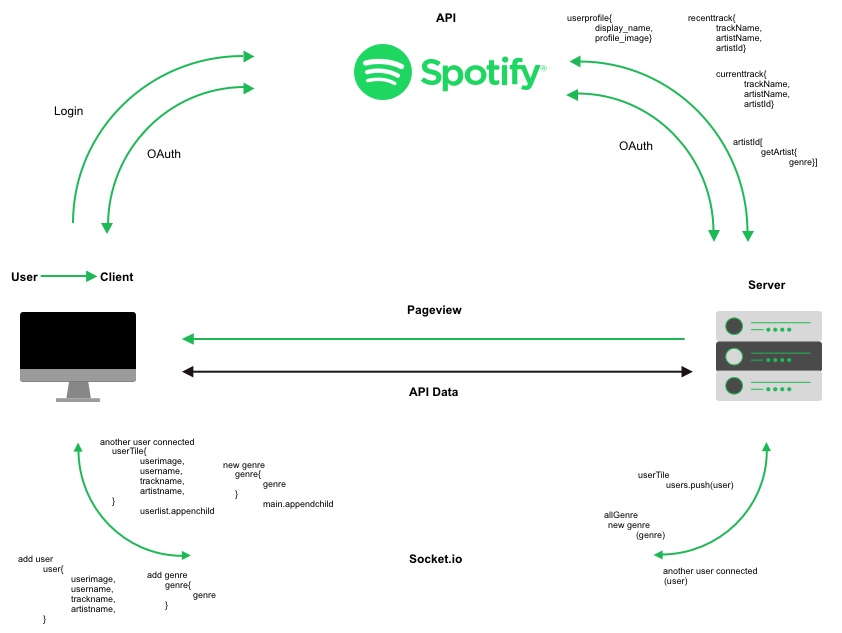 API
Spotify®
userprofile{
display_name,
profile_image}
recenttrack{
trackName,
artistName,
artistId}
currenttrack{
trackName,
artistName,
artistId}
artistId[
getArtist{
genre}]
Login
OAuth
OAuth
User
Client
Server
Pageview
API Data
another user connected
userTile{
userimage,
username,
trackname,
artistname,
}
userlist.appenchild
new genre
genre{
genre
}
main.appendchild
userTile
users.push(user)
allGenre
new genre
(genre)
Socket.io
add user
user{
userimage,
username,
trackname,
artistname,
}
add genre
genre{
genre
}
another user connected
(user)